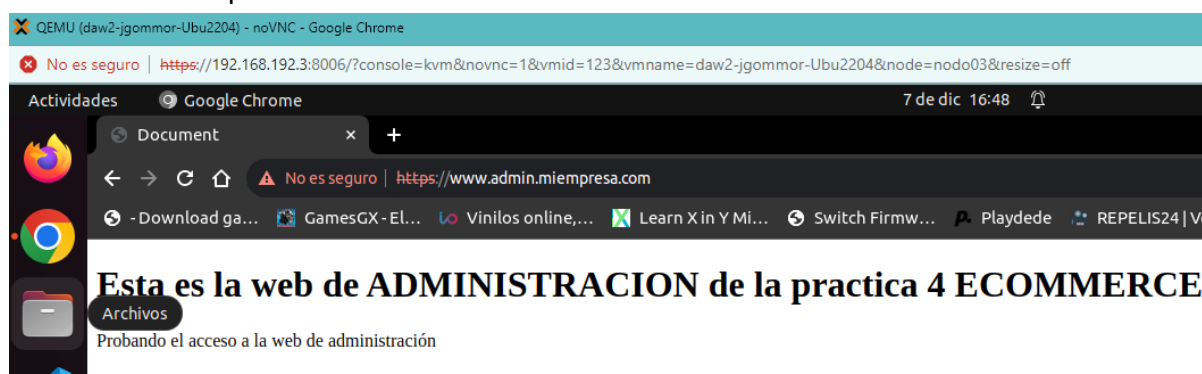 QEMU (daw2-jgommor-Ubu2204) - noVNC - Google Chrome
No es seguro | https://192.168.192.3:8006/?console=kvm&novnc=1&vmid=123&vmname=daw2-jgommor-Ubu2204&node=nodo03&resize=off
Actividades Google Chrome 7 de dic 16:48
Document × +
No es seguro | https://www.admin.miempresa.com
- Download ga... GamesGX - El... Vinilos online,... Learn X in Y Mi... Switch Firmw... Playdede REPELIS24 | V
Esta es la web de ADMINISTRACION de la practica 4 ECOMMERCE
Archivos
Probando el acceso a la web de administración